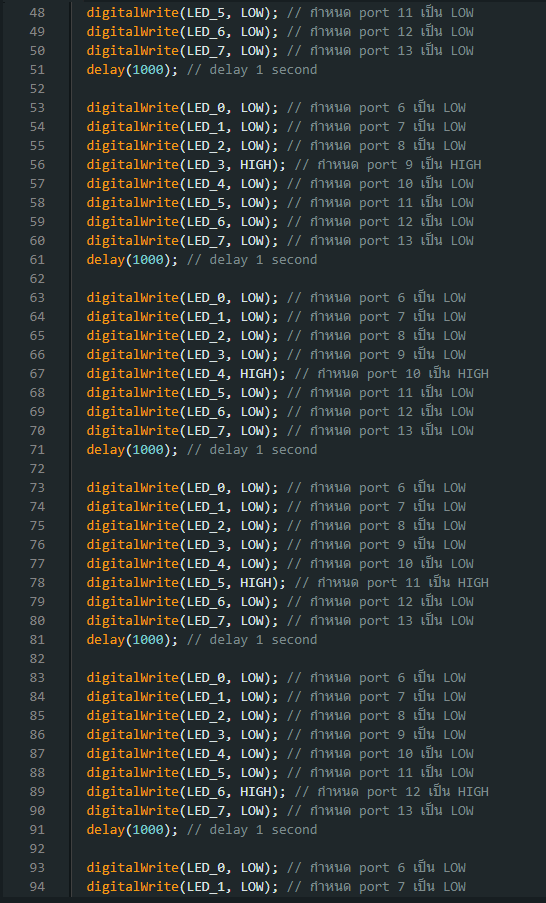 48 digitalWrite(LED_5, LOW); // กำหนด port 11 เป็น LOW
49 digitalWrite(LED_6, LOW); // กำหนด port 12 เป็น LOW
50 digitalWrite(LED_7, LOW); // กำหนด port 13 เป็น LOW
51 delay(1000); // delay 1 second
52
53 digitalWrite(LED_0, LOW); // กำหนด port 6 เป็น LOW
54 digitalWrite(LED_1, LOW); // กำหนด port 7 เป็น LOW
55 digitalWrite(LED_2, LOW); // กำหนด port 8 เป็น LOW
56 digitalWrite(LED_3, HIGH); // กำหนด port 9 เป็น HIGH
57 digitalWrite(LED_4, LOW); // กำหนด port 10 เป็น LOW
58 digitalWrite(LED_5, LOW); // กำหนด port 11 เป็น LOW
59 digitalWrite(LED_6, LOW); // กำหนด port 12 เป็น LOW
60 digitalWrite(LED_7, LOW); // กำหนด port 13 เป็น LOW
61 delay(1000); // delay 1 second
62
63 digitalWrite(LED_0, LOW); // กำหนด port 6 เป็น LOW
64 digitalWrite(LED_1, LOW); // กำหนด port 7 เป็น LOW
65 digitalWrite(LED_2, LOW); // กำหนด port 8 เป็น LOW
66 digitalWrite(LED_3, LOW); // กำหนด port 9 เป็น LOW
67 digitalWrite(LED_4, HIGH); // กำหนด port 10 เป็น HIGH
68 digitalWrite(LED_5, LOW); // กำหนด port 11 เป็น LOW
69 digitalWrite(LED_6, LOW); // กำหนด port 12 เป็น LOW
70 digitalWrite(LED_7, LOW); // กำหนด port 13 เป็น LOW
71 delay(1000); // delay 1 second
72
73 digitalWrite(LED_0, LOW); // กำหนด port 6 เป็น LOW
74 digitalWrite(LED_1, LOW); // กำหนด port 7 เป็น LOW
75 digitalWrite(LED_2, LOW); // กำหนด port 8 เป็น LOW
76 digitalWrite(LED_3, LOW); // กำหนด port 9 เป็น LOW
77 digitalWrite(LED_4, LOW); // กำหนด port 10 เป็น LOW
78 digitalWrite(LED_5, HIGH); // กำหนด port 11 เป็น HIGH
79 digitalWrite(LED_6, LOW); // กำหนด port 12 เป็น LOW
80 digitalWrite(LED_7, LOW); // กำหนด port 13 เป็น LOW
81 delay(1000); // delay 1 second
82
83 digitalWrite(LED_0, LOW); // กำหนด port 6 เป็น LOW
84 digitalWrite(LED_1, LOW); // กำหนด port 7 เป็น LOW
85 digitalWrite(LED_2, LOW); // กำหนด port 8 เป็น LOW
86 digitalWrite(LED_3, LOW); // กำหนด port 9 เป็น LOW
87 digitalWrite(LED_4, LOW); // กำหนด port 10 เป็น LOW
88 digitalWrite(LED_5, LOW); // กำหนด port 11 เป็น LOW
89 digitalWrite(LED_6, HIGH); // กำหนด port 12 เป็น HIGH
90 digitalWrite(LED_7, LOW); // กำหนด port 13 เป็น LOW
91 delay(1000); // delay 1 second
92
93 digitalWrite(LED_0, LOW); // กำหนด port 6 เป็น LOW
94 digitalWrite(LED_1, LOW); // กำหนด port 7 เป็น LOW